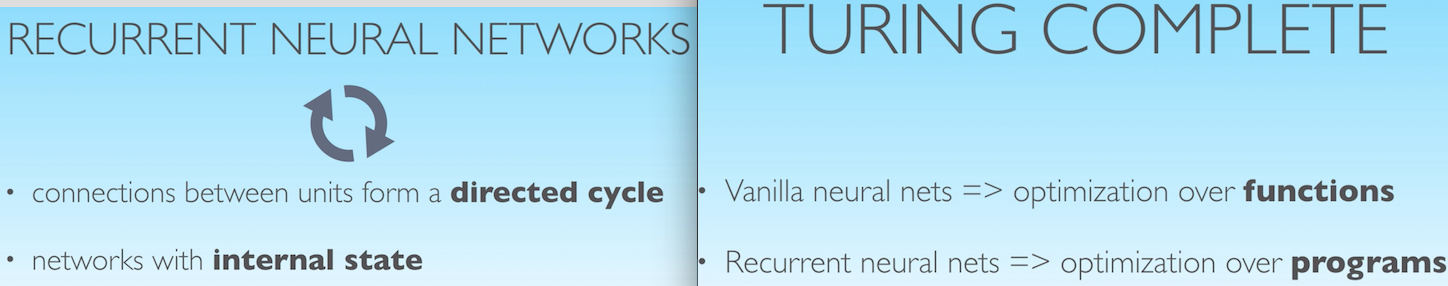 RECURRENT NEURAL NETWORKS
• connections between units form a directed cycle
• networks with internal state
TURING COMPLETE
• Vanilla neural nets => optimization over functions
• Recurrent neural nets => optimization over programs